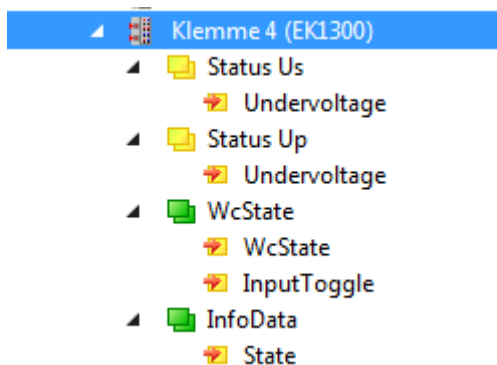 Klemme 4 (EK1300)
Status Us
Undervoltage
Status Up
Undervoltage
WcState
WcState
InputToggle
InfoData
State